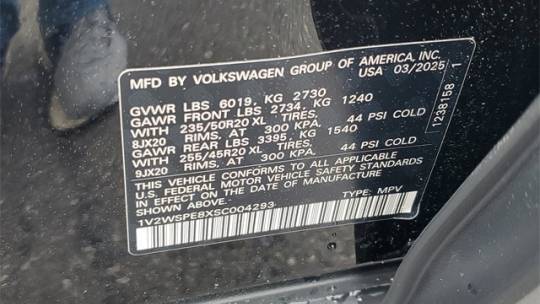 MFD BY VOLKSWAGEN GROUP OF AMERICA, INC.
USA 03/2025
GVWR LBS 6019, KG 2730
GAWR FRONT LBS 2734, KG 1240
WITH 235/50R20 XL TIRES,
8JX20 RIMS, AT 300 KPA. 44 PSI COLD
GAWR REAR LBS 3395, KG 1540
WITH 255/45R20 XL TIRES,
9JX20 RIMS, AT 300 KPA. 44 PSI COLD
THIS VEHICLE CONFORMS TO ALL APPLICABLE
U.S. FEDERAL MOTOR VEHICLE SAFETY STANDARDS
IN EFFECT ON THE DATE OF MANUFACTURE
SHOWN ABOVE.
TYPE: MPV
1V2WSPE8XSC004293
1238158 1